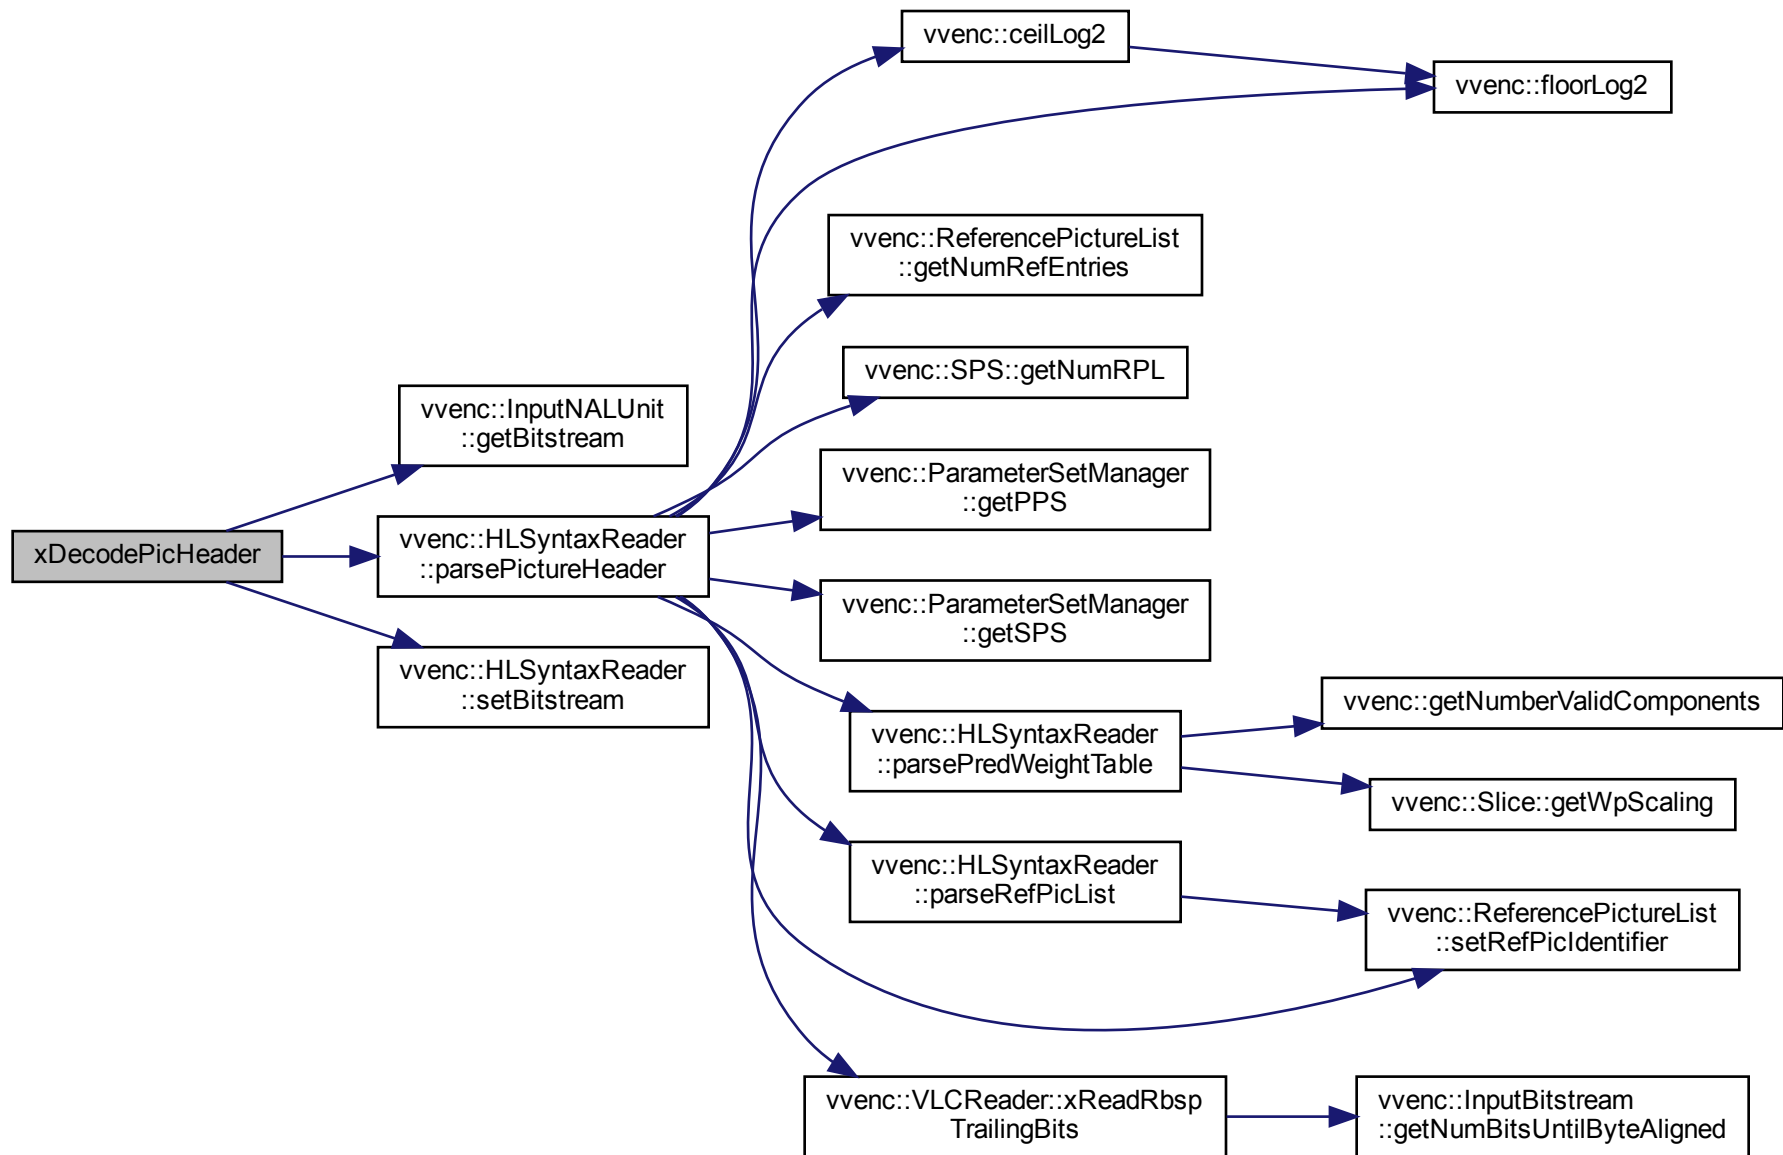 vvenc::ceilLog2
vvenc::floorLog2
vvenc::ReferencePictureList
::getNumRefEntries
vvenc::SPS::getNumRPL
vvenc::InputNALUnit
::getBitstream
vvenc::ParameterSetManager
::getPPS
xDecodePicHeader
vvenc::HLSyntaxReader
::parsePictureHeader
vvenc::ParameterSetManager
::getSPS
vvenc::HLSyntaxReader
::setBitstream
vvenc::HLSyntaxReader
::parsePredWeightTable
vvenc::getNumberValidComponents
vvenc::Slice::getWpScaling
vvenc::HLSyntaxReader
::parseRefPicList
vvenc::ReferencePictureList
::setRefPicIdentifier
vvenc::VLCReader::xReadRbsp
TrailingBits
vvenc::InputBitstream
::getNumBitsUntilByteAligned